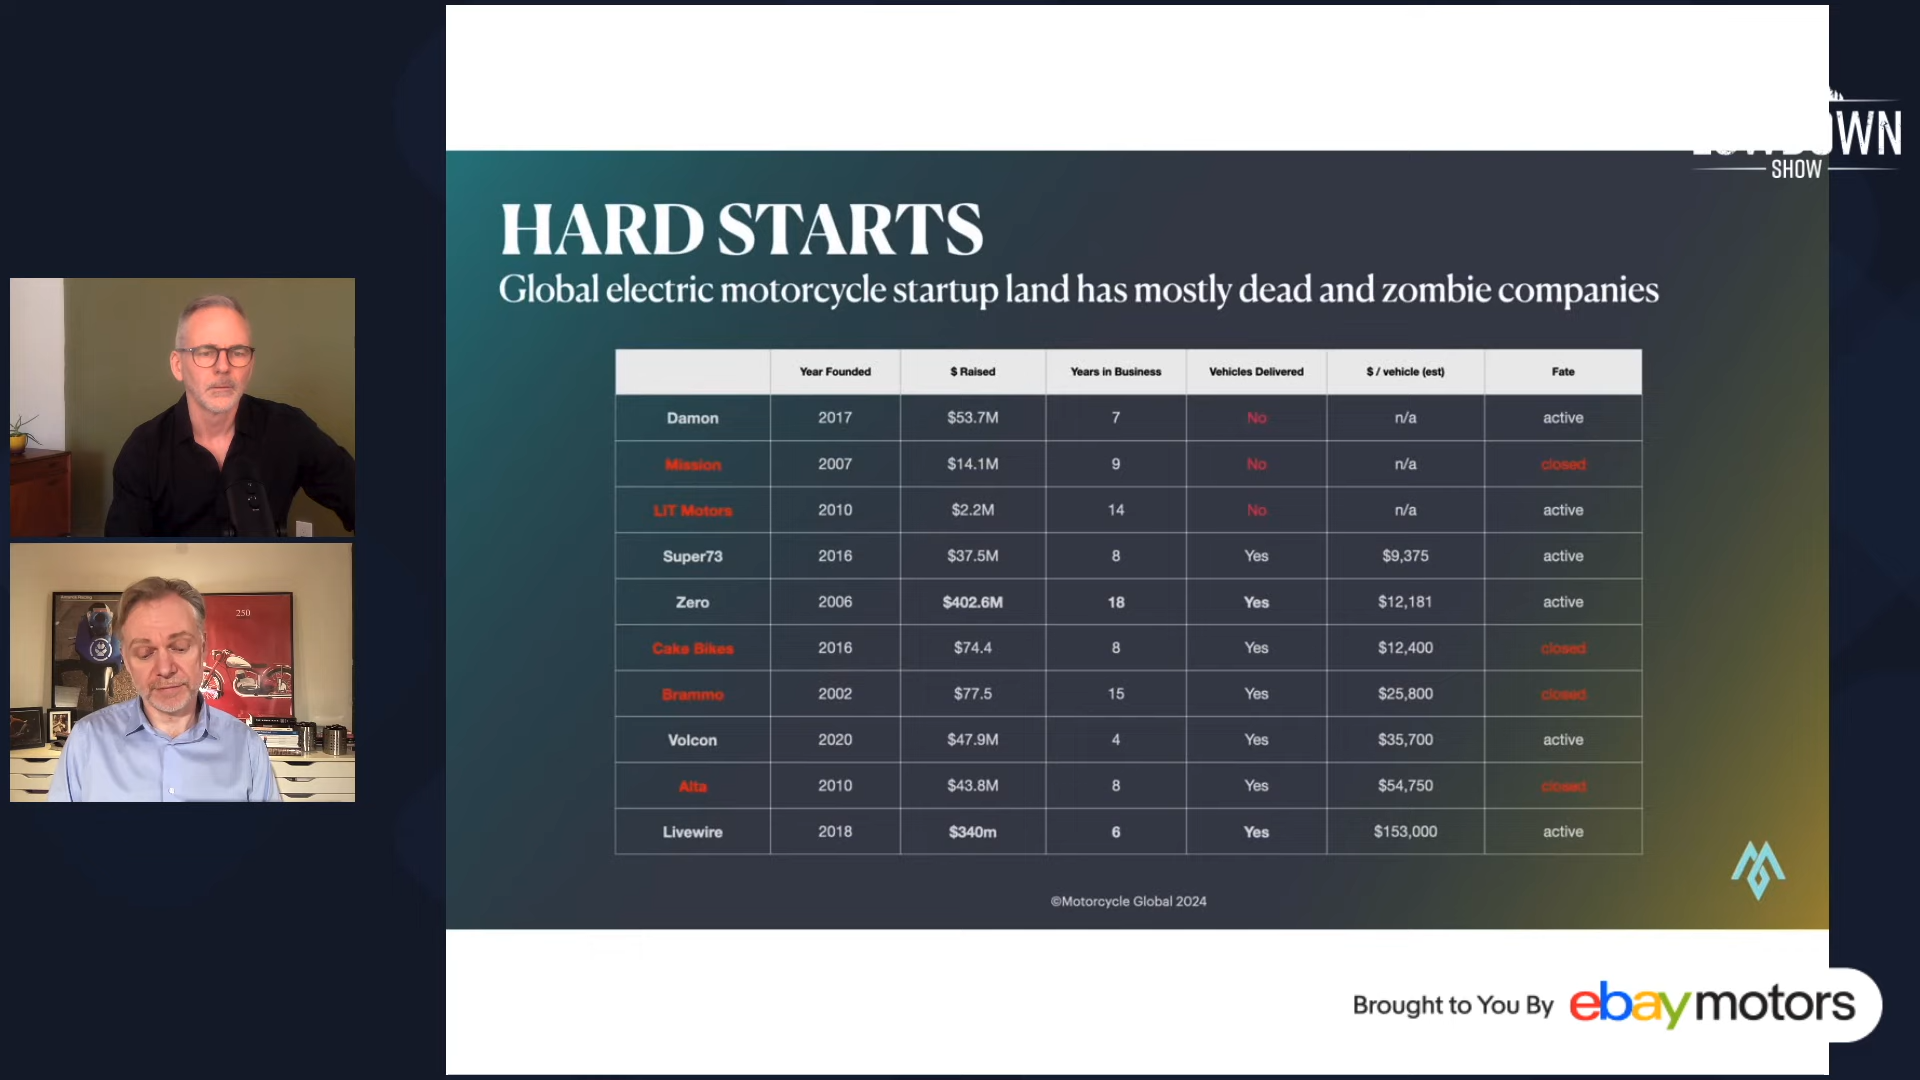 OWN
SHOW
HARD STARTS
Global electric motorcycle startup land has mostly dead and zombie companies
Year Founded $ Raised Years in Business Vehicles Delivered $ / vehicle (est) Fate
Damon 2017 $53.7M 7 No n/a active
Mission 2007 $14.1M 9 No n/a closed
LIT Motors 2010 $2.2M 14 No n/a active
Super73 2016 $37.5M 8 Yes $9,375 active
Zero 2006 $402.6M 18 Yes $12,181 active
Cake Bikes 2016 $74.4 8 Yes $12,400 closed
Brammo 2002 $77.5 15 Yes $25,800 closed
Volcon 2020 $47.9M 4 Yes $35,700 active
Alta 2010 $43.8M 8 Yes $54,750 closed
Livewire 2018 $340m 6 Yes $153,000 active
©Motorcycle Global 2024
250
Brought to You By ebay motors